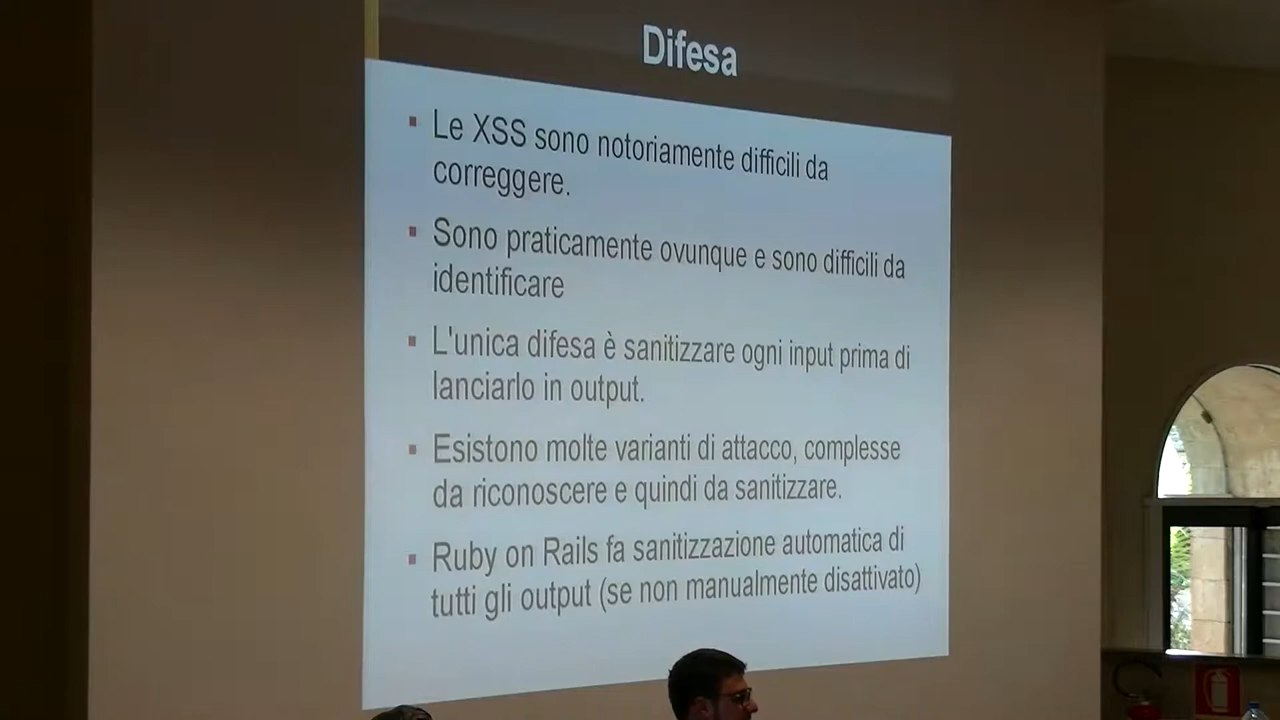 Difesa
Le XSS sono notoriamente difficili da
correggere.
Sono praticamente ovunque e sono difficili da
identificare
L'unica difesa è sanitizzare ogni input prima di
lanciarlo in output.
Esistono molte varianti di attacco, complesse
da riconoscere e quindi da sanitizzare.
Ruby on Rails fa sanitizzazione automatica di
tutti gli output (se non manualmente disattivato)